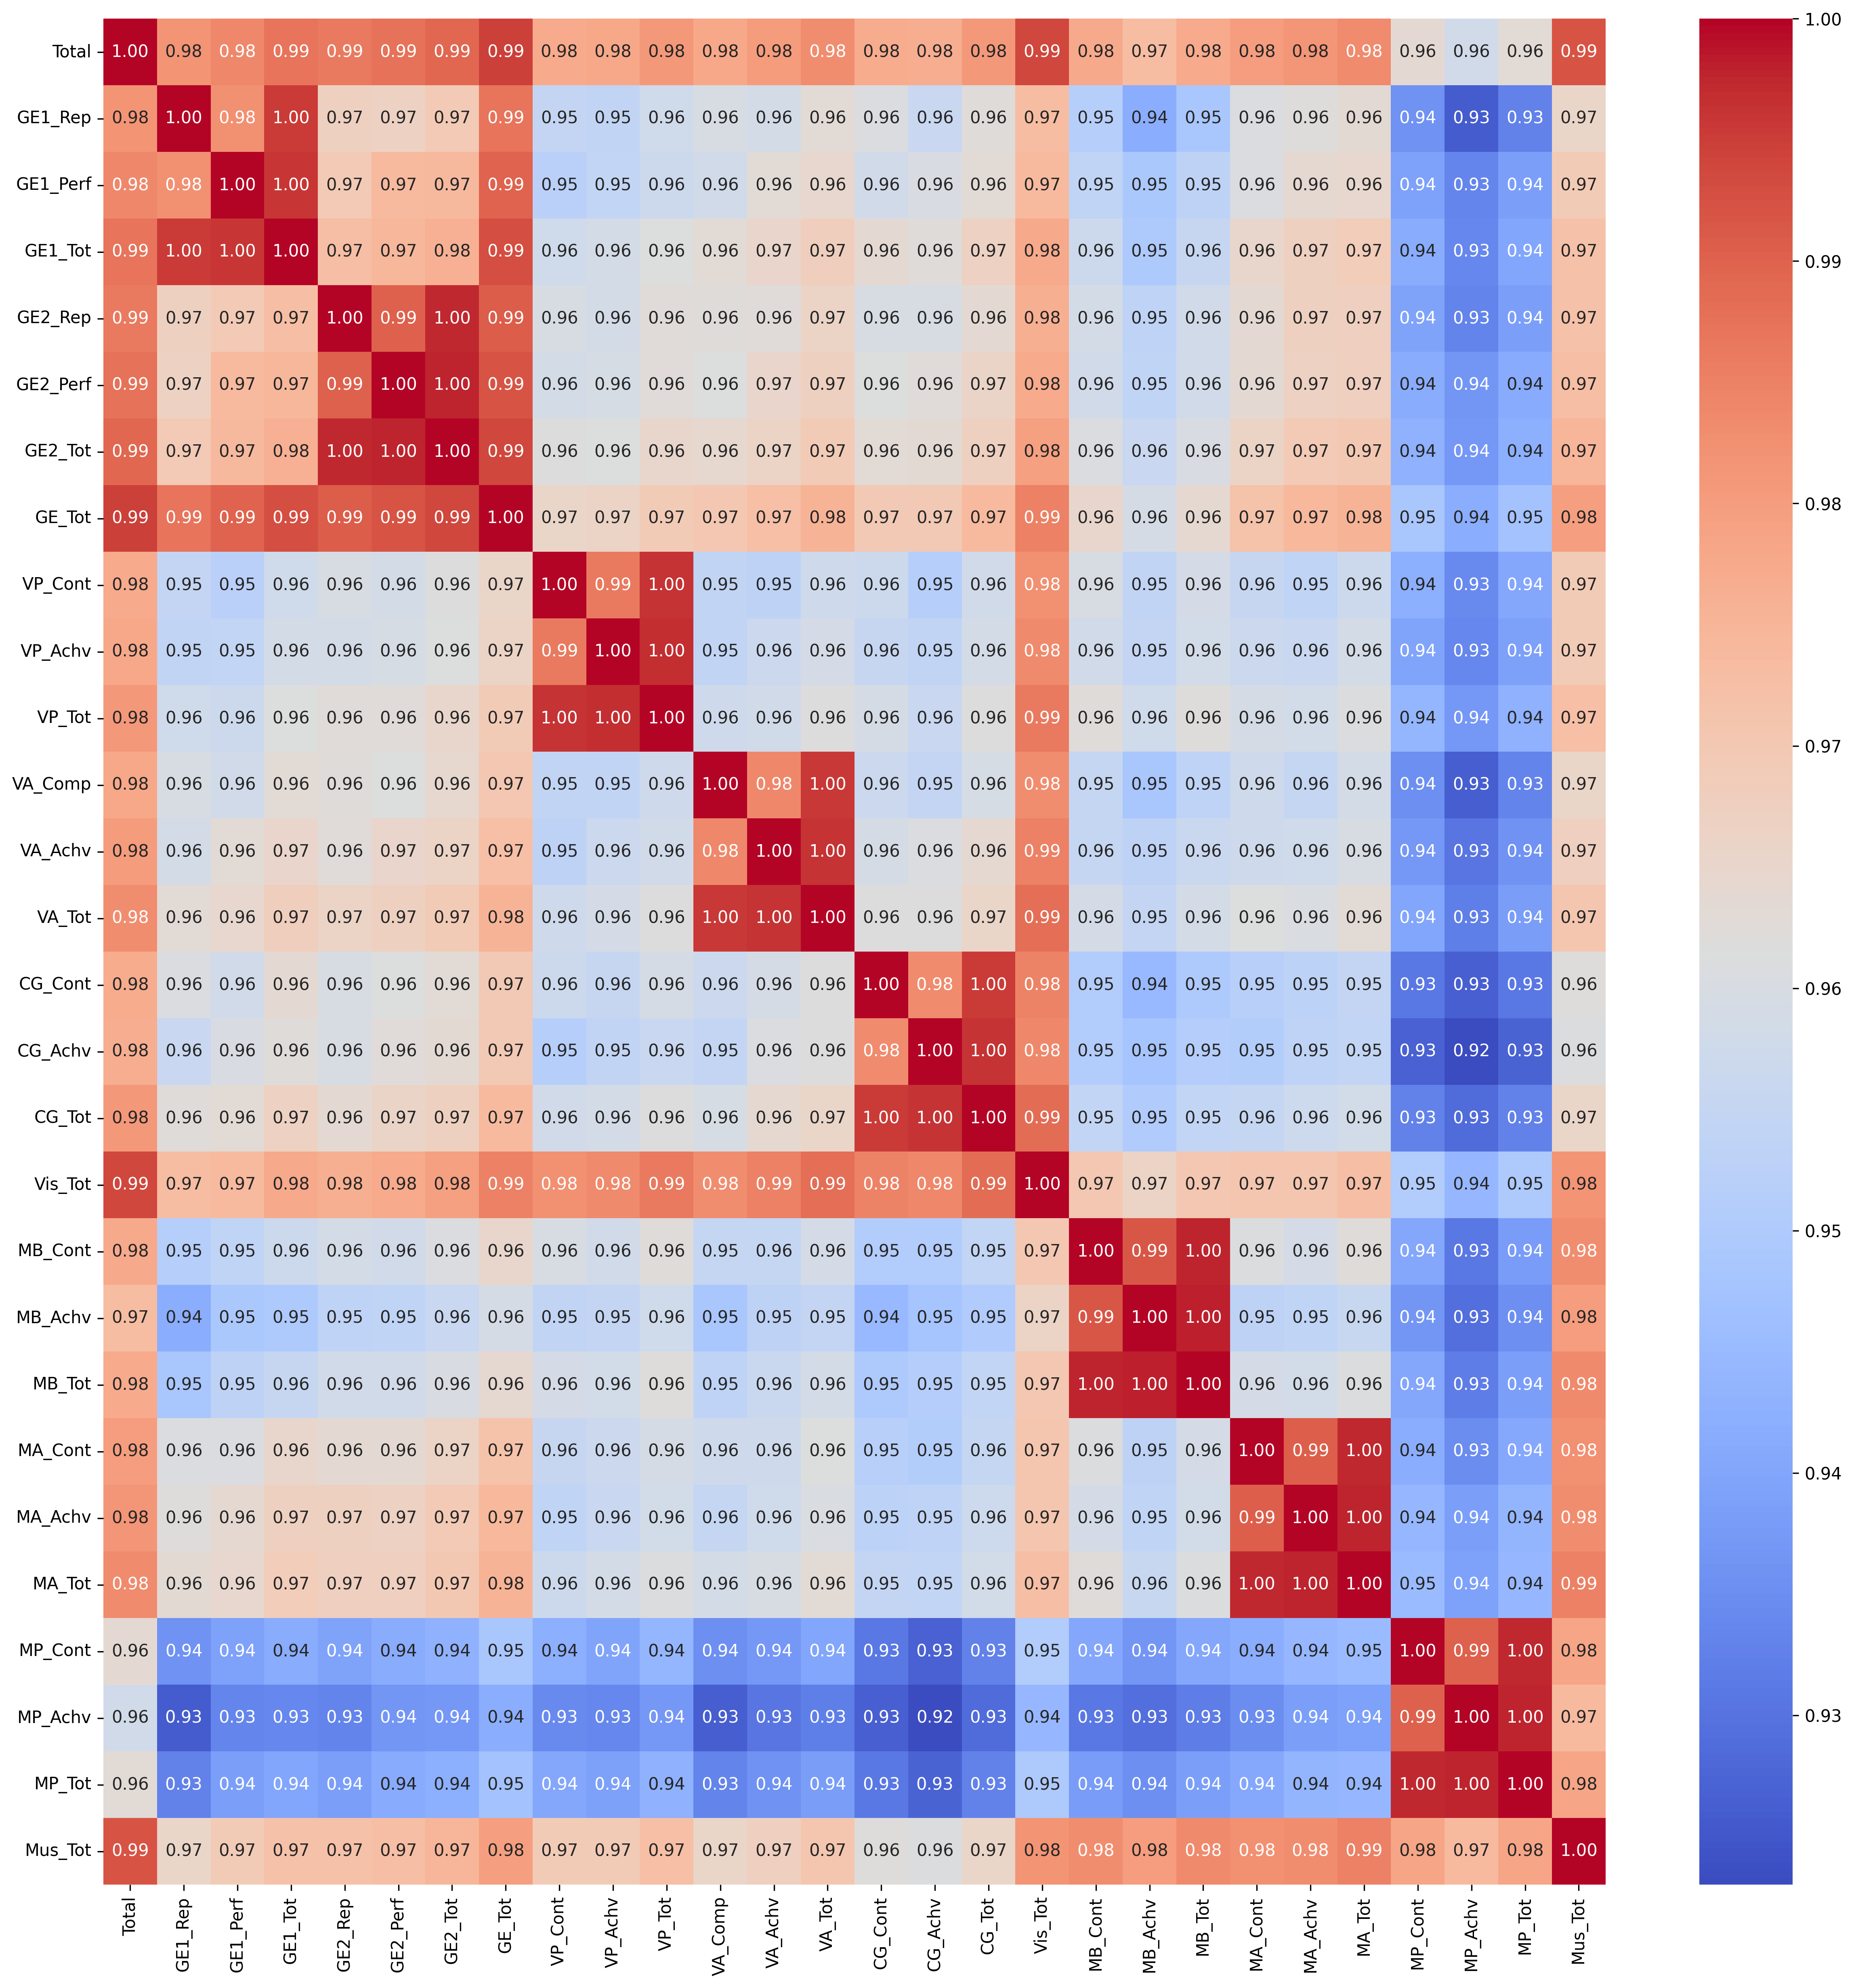 Total 1.00 0.98 0.98 0.99 0.99 0.99 0.99 0.99 0.98 0.98 0.98 0.98 0.98 0.98 0.98 0.98 0.98 0.99 0.98 0.97 0.98 0.98 0.98 0.98 0.96 0.96 0.96 0.99
GE1_Rep 0.98 1.00 0.98 1.00 0.97 0.97 0.97 0.99 0.95 0.95 0.96 0.96 0.96 0.96 0.96 0.96 0.96 0.97 0.95 0.94 0.95 0.96 0.96 0.96 0.94 0.93 0.93 0.97
GE1_Perf 0.98 0.98 1.00 1.00 0.97 0.97 0.97 0.99 0.95 0.95 0.96 0.96 0.96 0.96 0.96 0.96 0.96 0.97 0.95 0.95 0.95 0.96 0.96 0.96 0.94 0.93 0.94 0.97
GE1_Tot 0.99 1.00 1.00 1.00 0.97 0.97 0.98 0.99 0.96 0.96 0.96 0.96 0.97 0.97 0.96 0.96 0.97 0.98 0.96 0.95 0.96 0.96 0.97 0.97 0.94 0.93 0.94 0.97
GE2_Rep 0.99 0.97 0.97 0.97 1.00 0.99 1.00 0.99 0.96 0.96 0.96 0.96 0.96 0.97 0.96 0.96 0.96 0.98 0.96 0.95 0.96 0.96 0.97 0.97 0.94 0.93 0.94 0.97
GE2_Perf 0.99 0.97 0.97 0.97 0.99 1.00 1.00 0.99 0.96 0.96 0.96 0.96 0.97 0.97 0.96 0.96 0.97 0.98 0.96 0.95 0.96 0.96 0.97 0.97 0.94 0.94 0.94 0.97
GE2_Tot 0.99 0.97 0.97 0.98 1.00 1.00 1.00 0.99 0.96 0.96 0.96 0.96 0.97 0.97 0.96 0.96 0.97 0.98 0.96 0.96 0.96 0.97 0.97 0.97 0.94 0.94 0.94 0.97
GE_Tot 0.99 0.99 0.99 0.99 0.99 0.99 0.99 1.00 0.97 0.97 0.97 0.97 0.97 0.98 0.97 0.97 0.97 0.99 0.96 0.96 0.96 0.97 0.97 0.98 0.95 0.94 0.95 0.98
VP_Cont 0.98 0.95 0.95 0.96 0.96 0.96 0.96 0.97 1.00 0.99 1.00 0.95 0.95 0.96 0.96 0.95 0.96 0.98 0.96 0.95 0.96 0.96 0.95 0.96 0.94 0.93 0.94 0.97
VP_Achv 0.98 0.95 0.95 0.96 0.96 0.96 0.96 0.97 0.99 1.00 1.00 0.95 0.96 0.96 0.96 0.95 0.96 0.98 0.96 0.95 0.96 0.96 0.96 0.96 0.94 0.93 0.94 0.97
VP_Tot 0.98 0.96 0.96 0.96 0.96 0.96 0.96 0.97 1.00 1.00 1.00 0.96 0.96 0.96 0.96 0.96 0.96 0.99 0.96 0.96 0.96 0.96 0.96 0.96 0.94 0.94 0.94 0.97
VA_Comp 0.98 0.96 0.96 0.96 0.96 0.96 0.96 0.97 0.95 0.95 0.96 1.00 0.98 1.00 0.96 0.95 0.96 0.98 0.95 0.95 0.95 0.96 0.96 0.96 0.94 0.93 0.93 0.97
VA_Achv 0.98 0.96 0.96 0.97 0.96 0.97 0.97 0.97 0.95 0.96 0.96 0.98 1.00 1.00 0.96 0.96 0.96 0.99 0.96 0.95 0.96 0.96 0.96 0.96 0.94 0.93 0.94 0.97
VA_Tot 0.98 0.96 0.96 0.97 0.97 0.97 0.97 0.98 0.96 0.96 0.96 1.00 1.00 1.00 0.96 0.96 0.97 0.99 0.96 0.95 0.96 0.96 0.96 0.96 0.94 0.93 0.94 0.97
CG_Cont 0.98 0.96 0.96 0.96 0.96 0.96 0.96 0.97 0.96 0.96 0.96 0.96 0.96 0.96 1.00 0.98 1.00 0.98 0.95 0.94 0.95 0.95 0.95 0.95 0.93 0.93 0.93 0.96
CG_Achv 0.98 0.96 0.96 0.96 0.96 0.96 0.96 0.97 0.95 0.95 0.96 0.95 0.96 0.96 0.98 1.00 1.00 0.98 0.95 0.95 0.95 0.95 0.95 0.95 0.93 0.92 0.93 0.96
CG_Tot 0.98 0.96 0.96 0.97 0.96 0.97 0.97 0.97 0.96 0.96 0.96 0.96 0.96 0.97 1.00 1.00 1.00 0.99 0.95 0.95 0.95 0.96 0.96 0.96 0.93 0.93 0.93 0.97
Vis_Tot 0.99 0.97 0.97 0.98 0.98 0.98 0.98 0.99 0.98 0.98 0.99 0.98 0.99 0.99 0.98 0.98 0.99 1.00 0.97 0.97 0.97 0.97 0.97 0.97 0.95 0.94 0.95 0.98
MB_Cont 0.98 0.95 0.95 0.96 0.96 0.96 0.96 0.96 0.96 0.96 0.96 0.95 0.96 0.96 0.95 0.95 0.95 0.97 1.00 0.99 1.00 0.96 0.96 0.96 0.94 0.93 0.94 0.98
MB_Achv 0.97 0.94 0.95 0.95 0.95 0.95 0.96 0.96 0.95 0.95 0.96 0.95 0.95 0.95 0.94 0.95 0.95 0.97 0.99 1.00 1.00 0.95 0.95 0.96 0.94 0.93 0.94 0.98
MB_Tot 0.98 0.95 0.95 0.96 0.96 0.96 0.96 0.96 0.96 0.96 0.96 0.95 0.96 0.96 0.95 0.95 0.95 0.97 1.00 1.00 1.00 0.96 0.96 0.96 0.94 0.93 0.94 0.98
MA_Cont 0.98 0.96 0.96 0.96 0.96 0.96 0.97 0.97 0.96 0.96 0.96 0.96 0.96 0.96 0.95 0.95 0.96 0.97 0.96 0.95 0.96 1.00 0.99 1.00 0.94 0.93 0.94 0.98
MA_Achv 0.98 0.96 0.96 0.97 0.97 0.97 0.97 0.97 0.95 0.96 0.96 0.96 0.96 0.96 0.95 0.95 0.96 0.97 0.96 0.95 0.96 0.99 1.00 1.00 0.94 0.94 0.94 0.98
MA_Tot 0.98 0.96 0.96 0.97 0.97 0.97 0.97 0.98 0.96 0.96 0.96 0.96 0.96 0.96 0.95 0.95 0.96 0.97 0.96 0.96 0.96 1.00 1.00 1.00 0.95 0.94 0.94 0.99
MP_Cont 0.96 0.94 0.94 0.94 0.94 0.94 0.94 0.95 0.94 0.94 0.94 0.94 0.94 0.94 0.93 0.93 0.93 0.95 0.94 0.94 0.94 0.94 0.94 0.95 1.00 0.99 1.00 0.98
MP_Achv 0.96 0.93 0.93 0.93 0.93 0.94 0.94 0.94 0.93 0.93 0.94 0.93 0.93 0.93 0.93 0.92 0.93 0.94 0.93 0.93 0.93 0.93 0.94 0.94 0.99 1.00 1.00 0.97
MP_Tot 0.96 0.93 0.94 0.94 0.94 0.94 0.94 0.95 0.94 0.94 0.94 0.93 0.94 0.94 0.93 0.93 0.93 0.95 0.94 0.94 0.94 0.94 0.94 0.94 1.00 1.00 1.00 0.98
Mus_Tot 0.99 0.97 0.97 0.97 0.97 0.97 0.97 0.98 0.97 0.97 0.97 0.97 0.97 0.97 0.96 0.96 0.97 0.98 0.98 0.98 0.98 0.98 0.98 0.99 0.98 0.97 0.98 1.00
Total GE1_Rep GE1_Perf GE1_Tot GE2_Rep GE2_Perf GE2_Tot GE_Tot VP_Cont VP_Achv VP_Tot VA_Comp VA_Achv VA_Tot CG_Cont CG_Achv CG_Tot Vis_Tot MB_Cont MB_Achv MB_Tot MA_Cont MA_Achv MA_Tot MP_Cont MP_Achv MP_Tot Mus_Tot
1.00
0.99
0.98
0.97
0.96
0.95
0.94
0.93